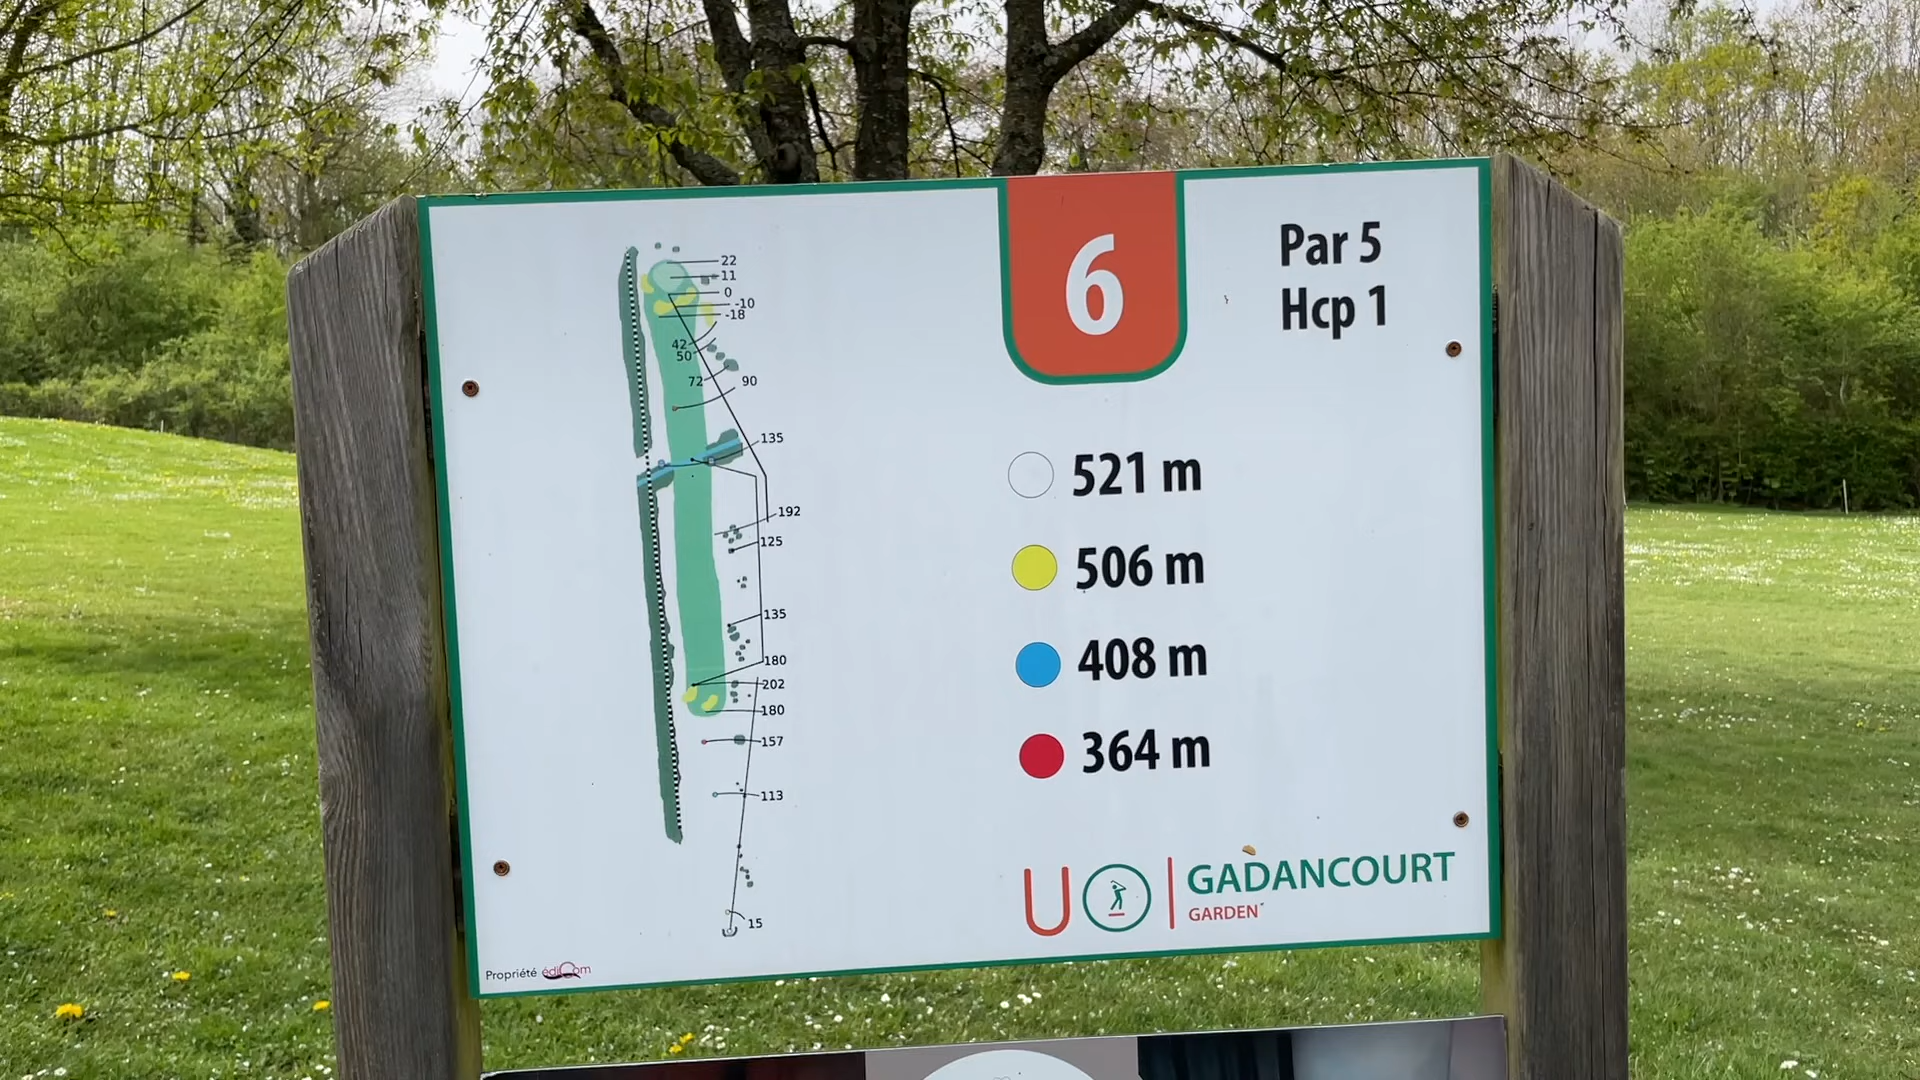 6
Par 5
Hcp 1
22
11
0
-10
-18
42
50
72
90
135
192
125
135
180
202
180
157
113
15
521 m
506 m
408 m
364 m
U GADANCOURT
GARDEN
Propriété édicom